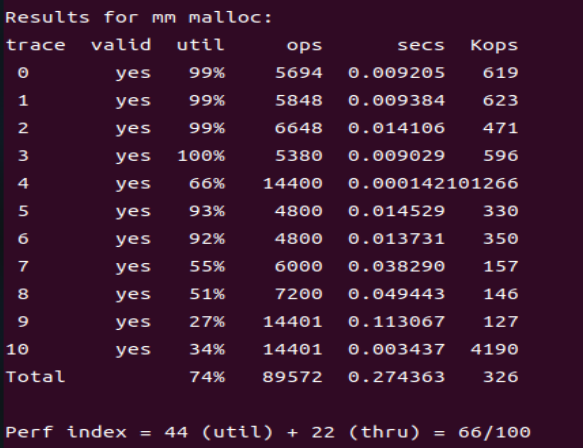 Results for mm malloc:
trace valid util ops secs Kops
0 yes 99% 5694 0.009205 619
1 yes 99% 5848 0.009384 623
2 yes 99% 6648 0.014106 471
3 yes 100% 5380 0.009029 596
4 yes 66% 14400 0.000142101266
5 yes 93% 4800 0.014529 330
6 yes 92% 4800 0.013731 350
7 yes 55% 6000 0.038290 157
8 yes 51% 7200 0.049443 146
9 yes 27% 14401 0.113067 127
10 yes 34% 14401 0.003437 4190
Total 74% 89572 0.274363 326
Perf index = 44 (util) + 22 (thru) = 66/100